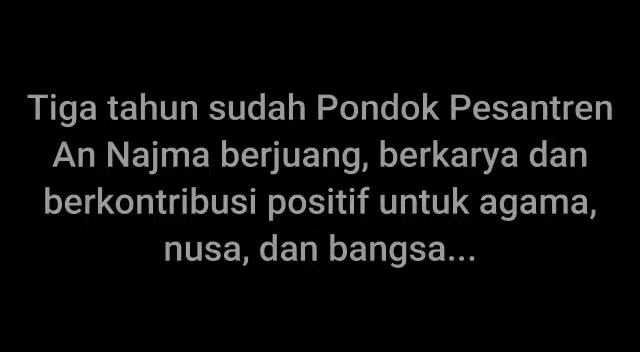 Tiga tahun sudah Pondok Pesantren
An Najma berjuang, berkarya dan
berkontribusi positif untuk agama,
nusa, dan bangsa...